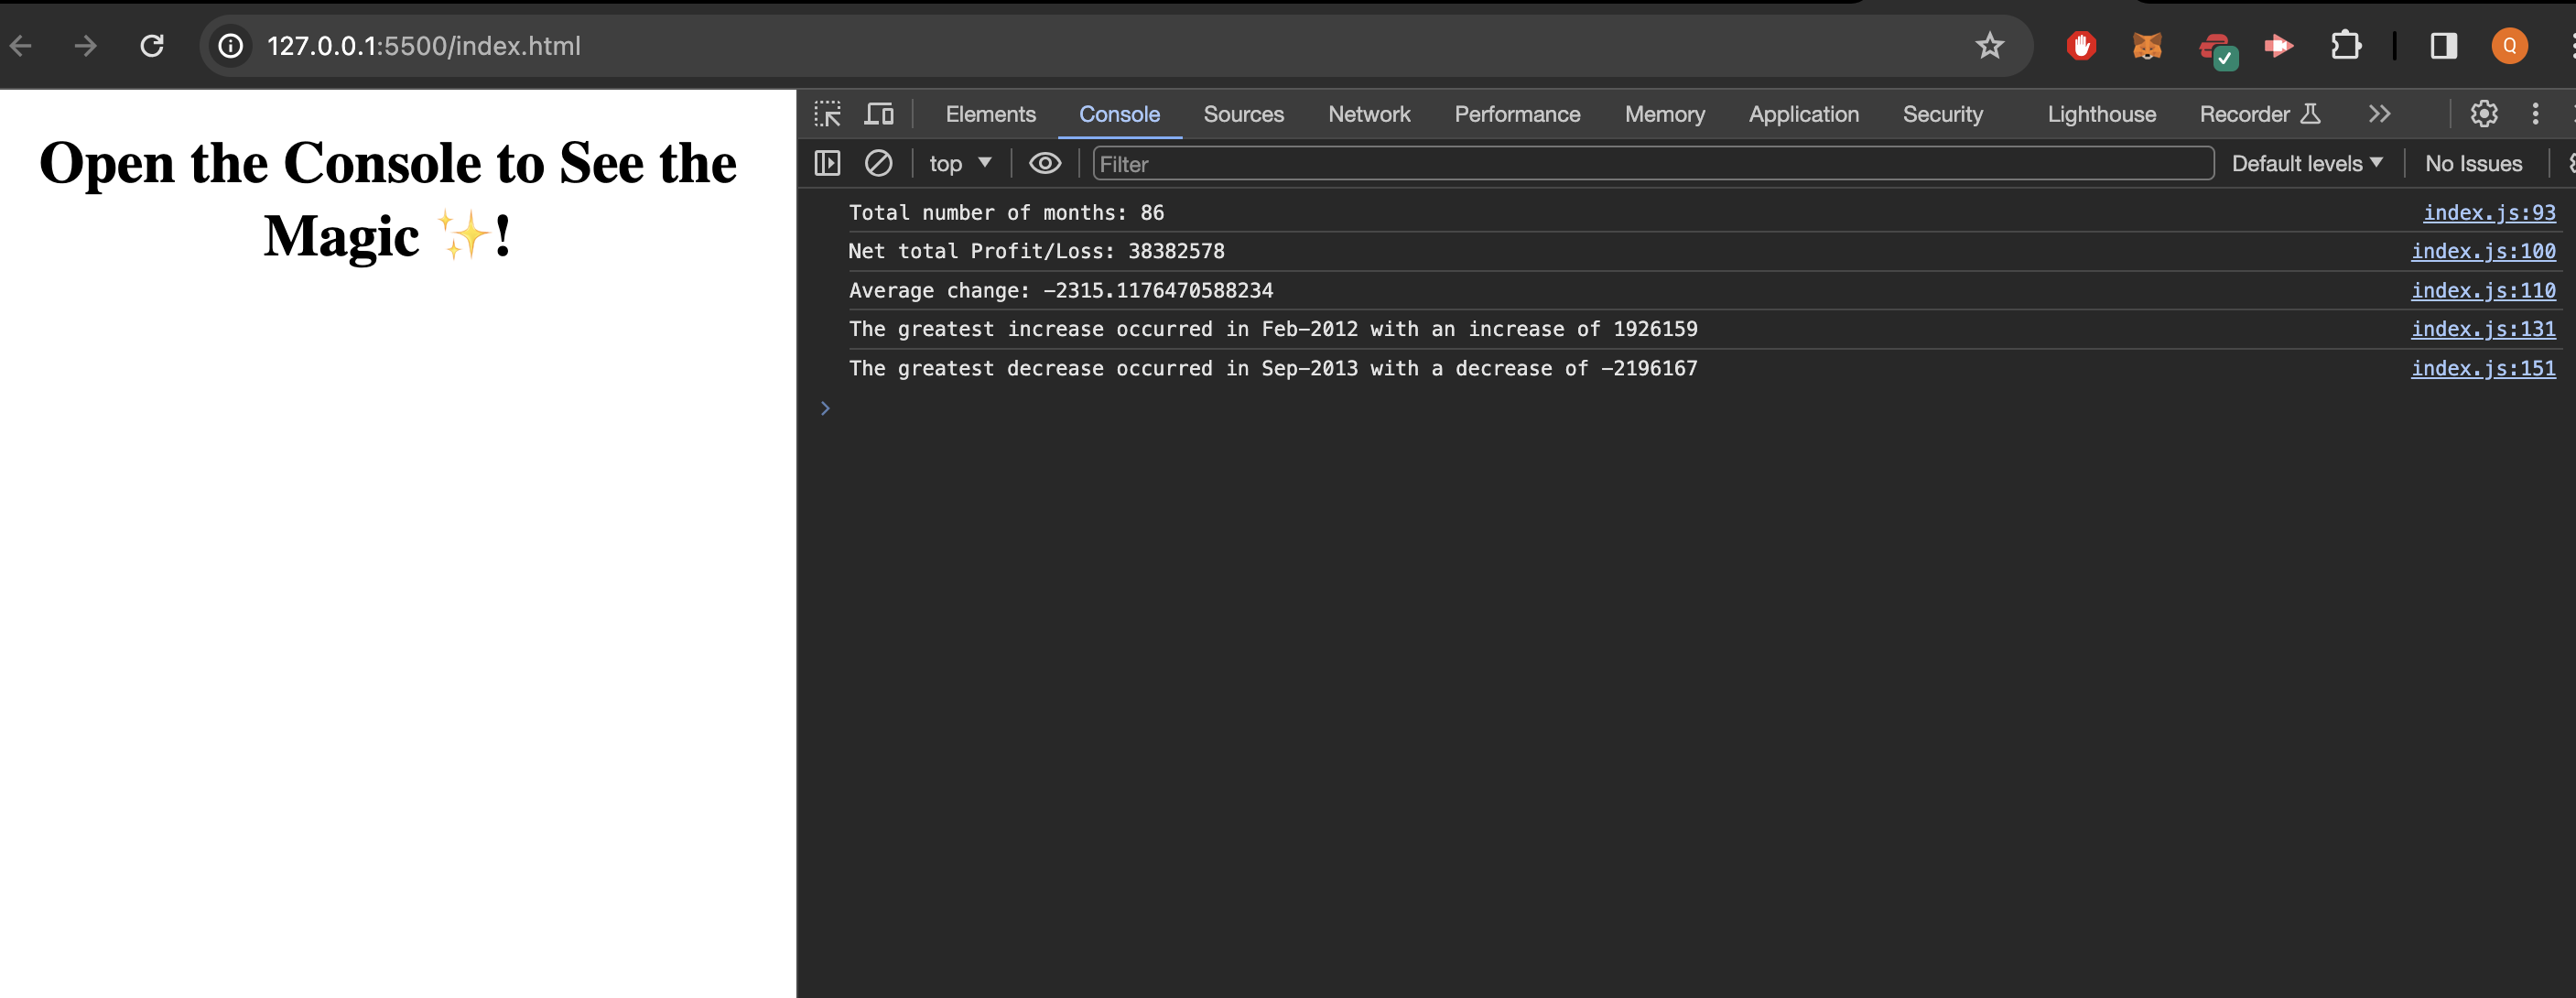 127.0.0.1:5500/index.html
Q
Open the Console to See the
Magic ✨!
Elements Console Sources Network Performance Memory Application Security Lighthouse Recorder
top Filter Default levels No Issues
Total number of months: 86 index.js:93
Net total Profit/Loss: 38382578 index.js:100
Average change: -2315.1176470588234 index.js:110
The greatest increase occurred in Feb-2012 with an increase of 1926159 index.js:131
The greatest decrease occurred in Sep-2013 with a decrease of -2196167 index.js:151